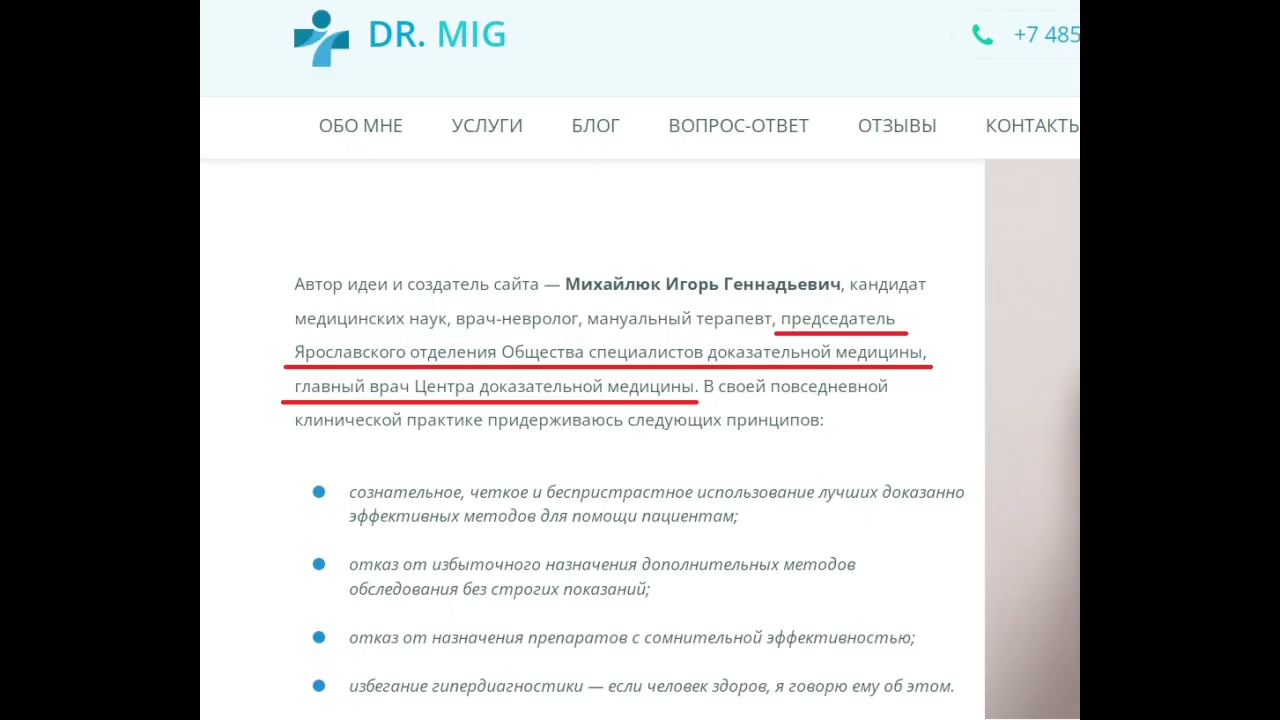 DR. MIG
+7 485
ОБО МНЕ УСЛУГИ БЛОГ ВОПРОС-ОТВЕТ ОТЗЫВЫ КОНТАКТЫ
Автор идеи и создатель сайта — Михайлюк Игорь Геннадьевич, кандидат
медицинских наук, врач-невролог, мануальный терапевт, председатель
Ярославского отделения Общества специалистов доказательной медицины,
главный врач Центра доказательной медицины. В своей повседневной
клинической практике придерживаюсь следующих принципов:
сознательное, четкое и беспристрастное использование лучших доказанно
эффективных методов для помощи пациентам;
отказ от избыточного назначения дополнительных методов
обследования без строгих показаний;
отказ от назначения препаратов с сомнительной эффективностью;
избегание гипердиагностики — если человек здоров, я говорю ему об этом.